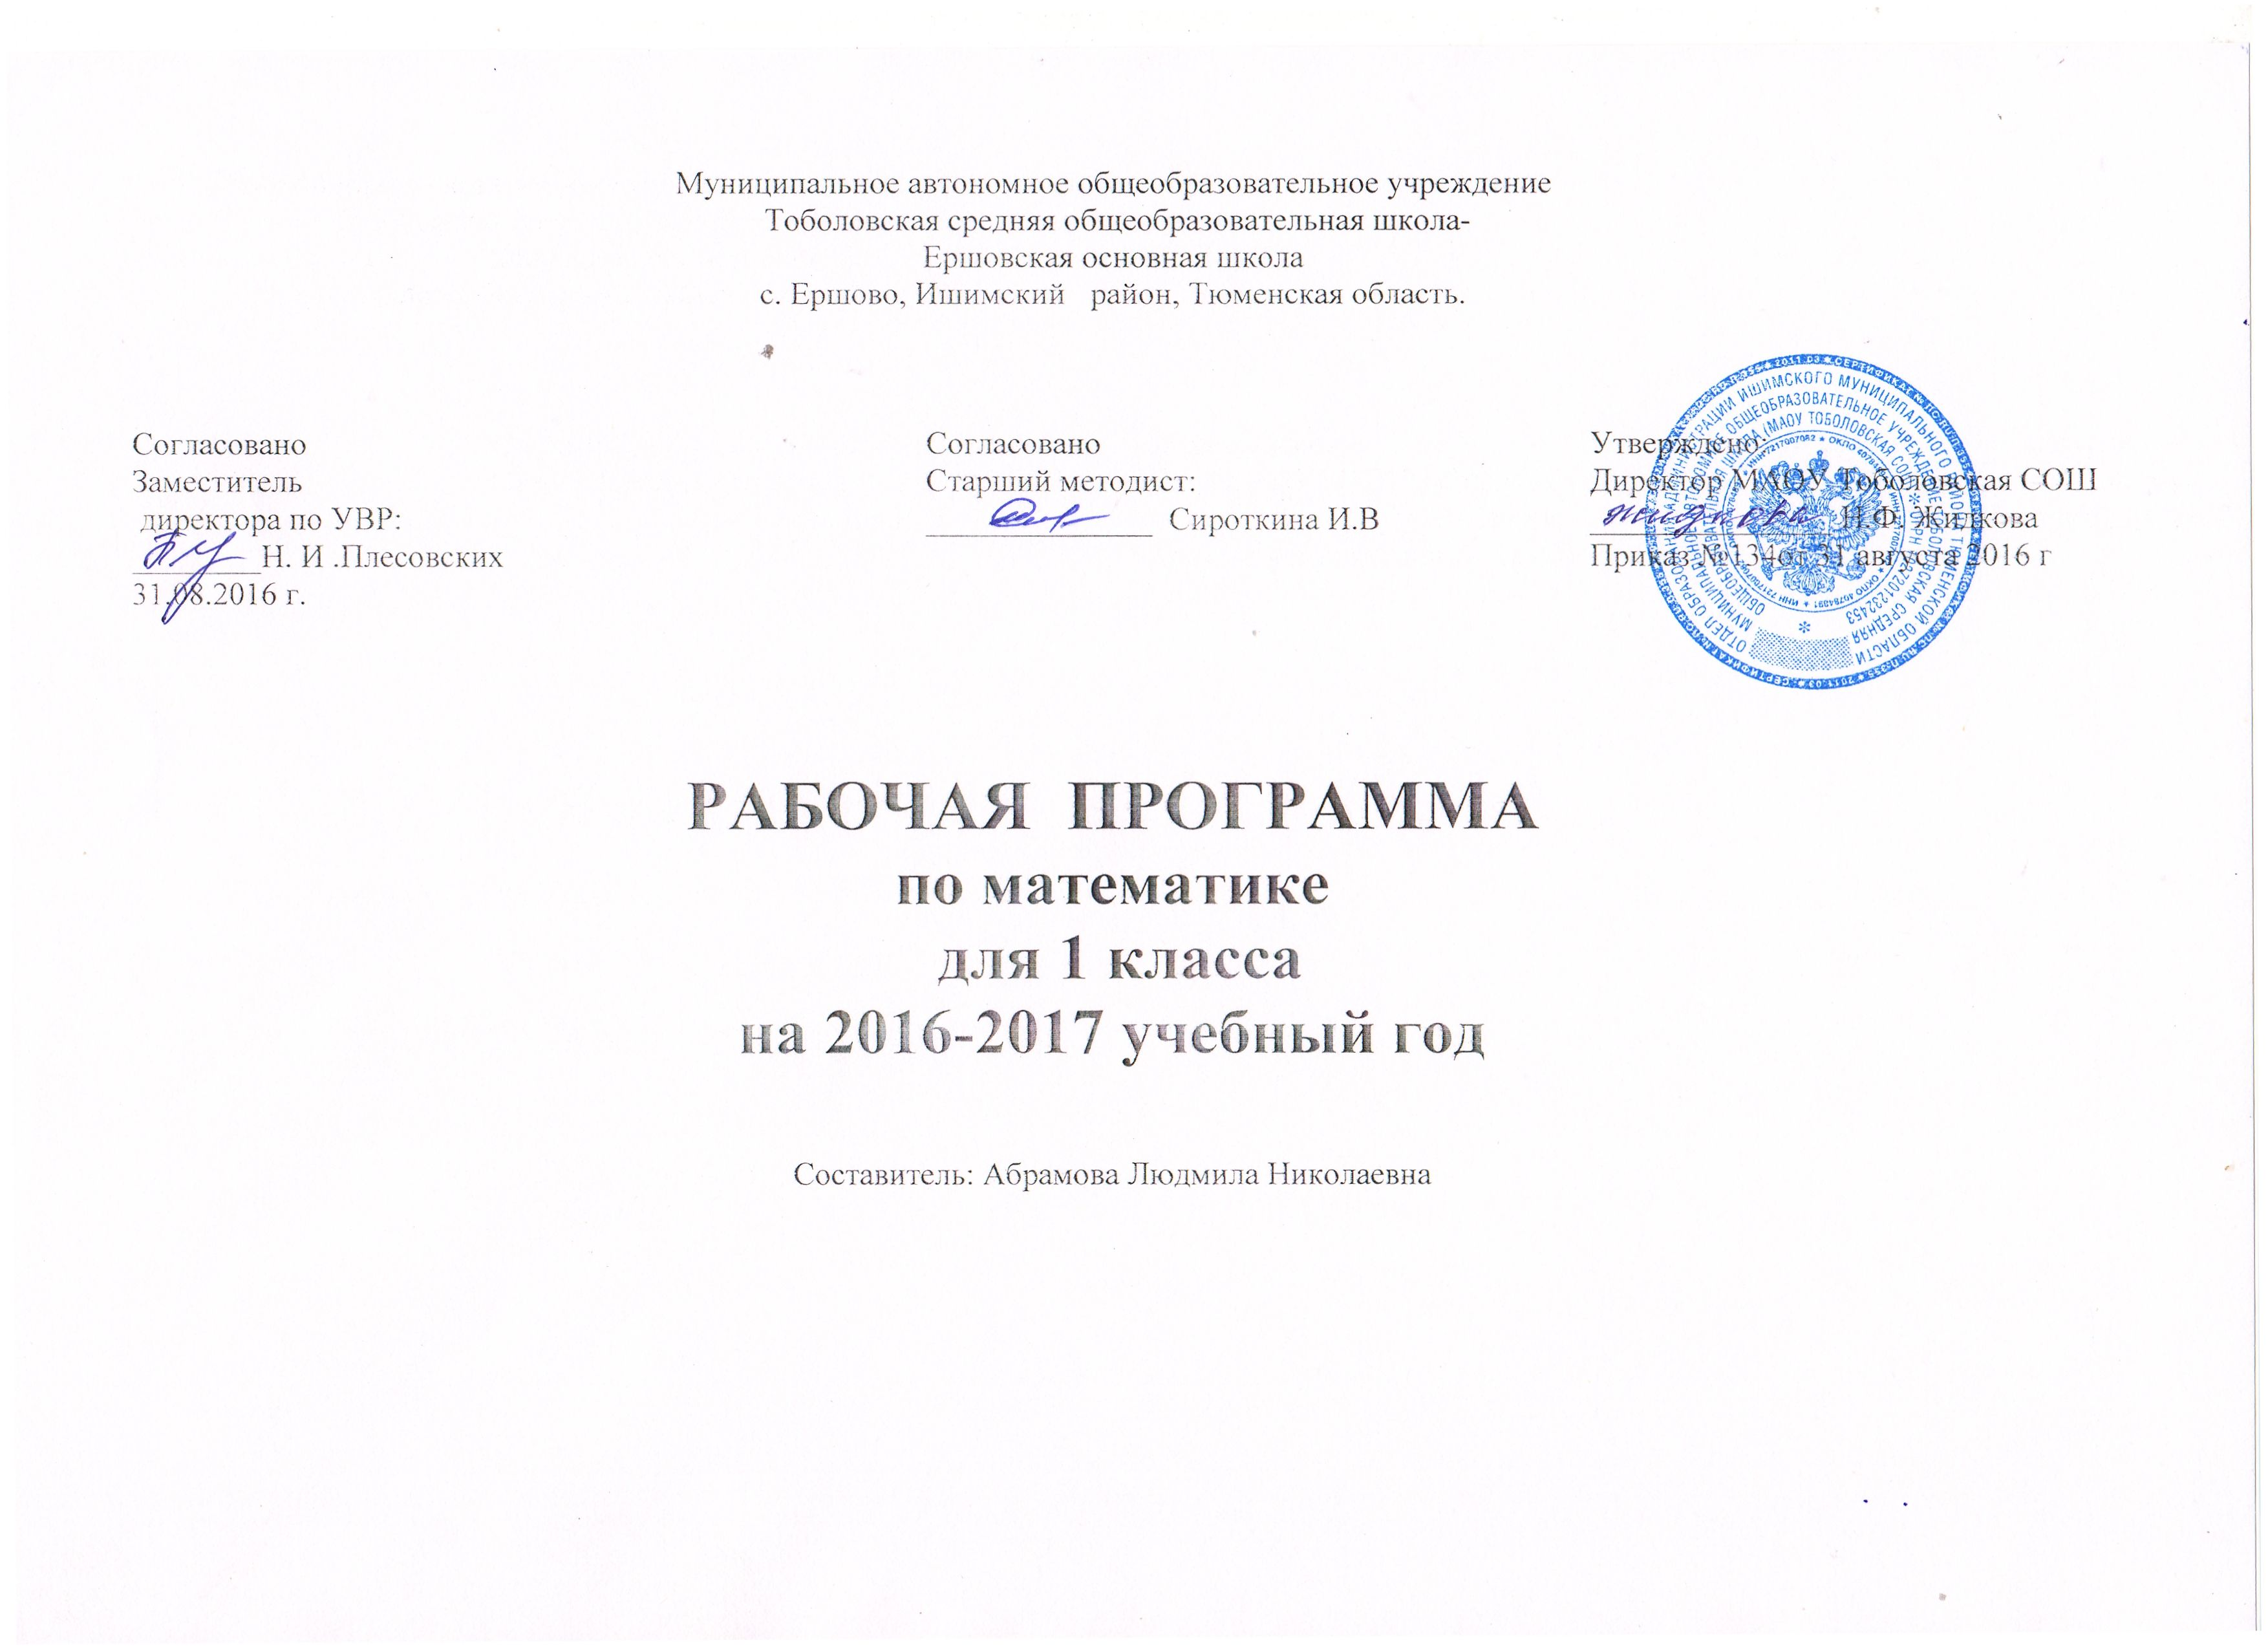 Муниципальное автономное общеобразовательное учреждение
Тоболовская средняя общеобразовательная школа-
Ершовская основная школа
с. Ершово, Ишимский район, Тюменская область.
Согласовано
Заместитель
директора по УВР:
Н. И .Плесовских
31.08.2016 г.
Согласовано
Старший методист:
Сироткина И.В
Утверждено:
Директор МАОУ Тоболовская СОШ
Н.Ф. Жидкова
Приказ №134от 31 августа 2016 г
РАБОЧАЯ ПРОГРАММА
по математике
для 1 класса
на 2016-2017 учебный год
Составитель: Абрамова Людмила Николаевна